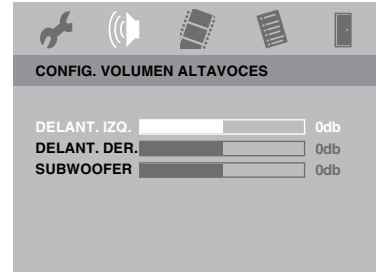 CONFIG. VOLUMEN ALTAVOCES
DELANT. IZQ. 0db
DELANT. DER. 0db
SUBWOOFER 0db